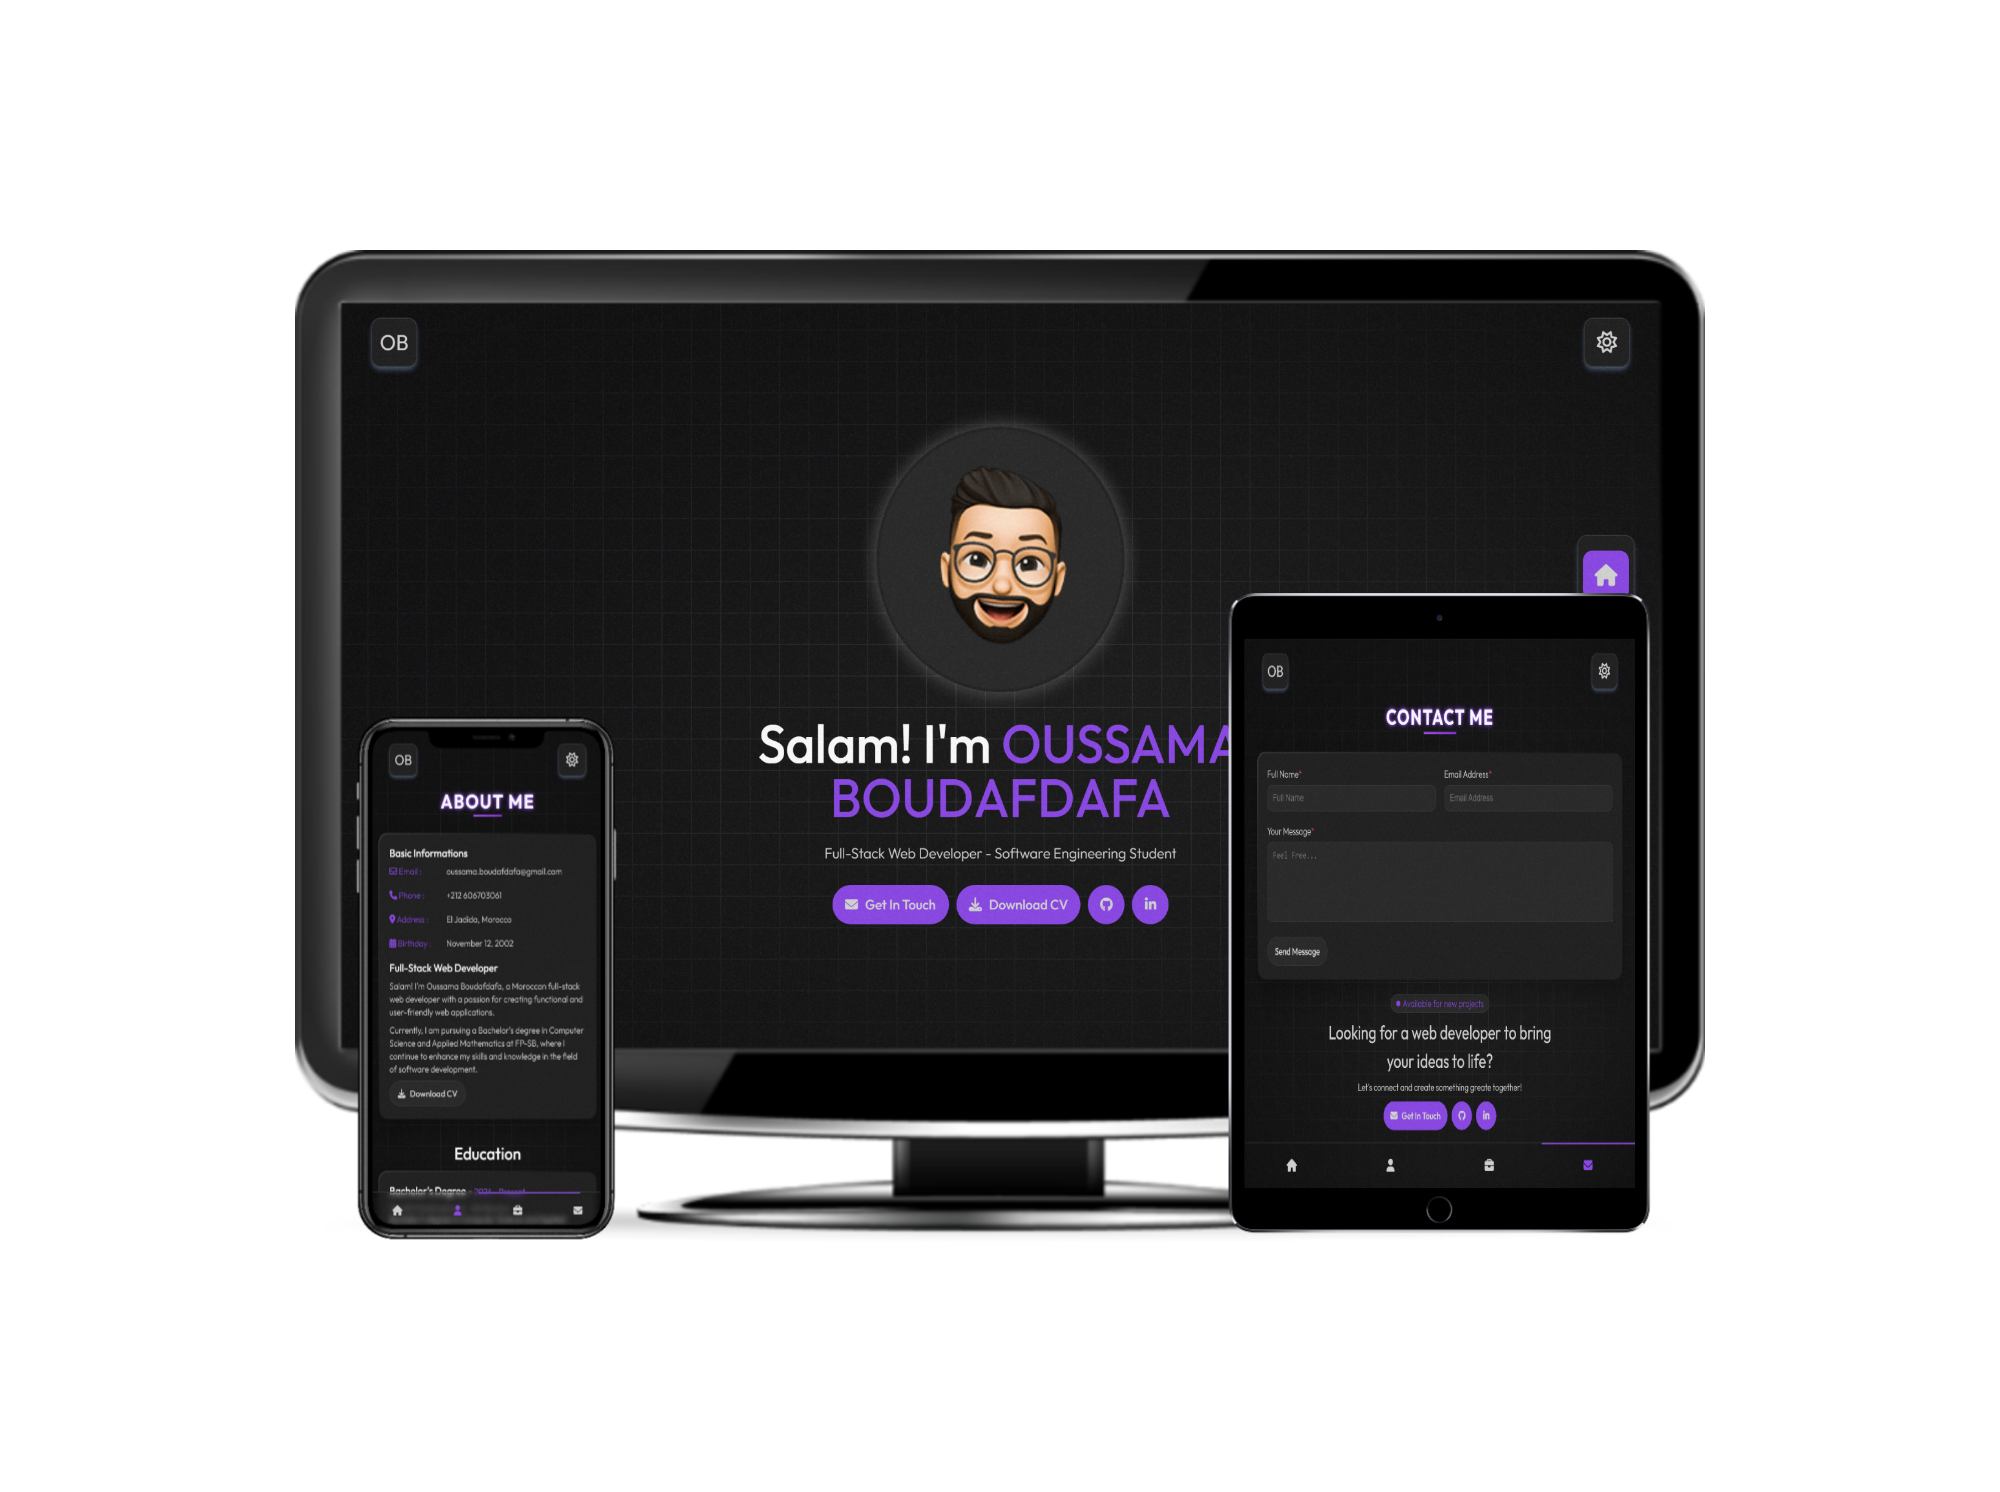 OB
Salam! I'm OUSSAMA
BOUDAFDAFA
Full-Stack Web Developer - Software Engineering Student
Get In Touch
Download CV
in
OB
ABOUT ME
Basic Informations
Email : oussama.boudafdafa@gmail.com
Phone : +212 606703061
Address : El Jadida, Morocco
Birthday : November 12, 2002
Full-Stack Web Developer
Salam! I'm Oussama Boudafdafa, a Moroccan full-stack
web developer with a passion for creating functional and
user-friendly web applications.
Currently, I am pursuing a Bachelor's degree in Computer
Science and Applied Mathematics at FP-SB, where I
continue to enhance my skills and knowledge in the field
of software development.
Download CV
Education
Bachelor's Degree - 2024 - Present
OB
CONTACT ME
Full Name* Email Address*
Full Name Email Address
Your Message*
Feel Free...
Send Message
Available for new projects
Looking for a web developer to bring
your ideas to life?
Let's connect and create something greate together!
Get In Touch
in